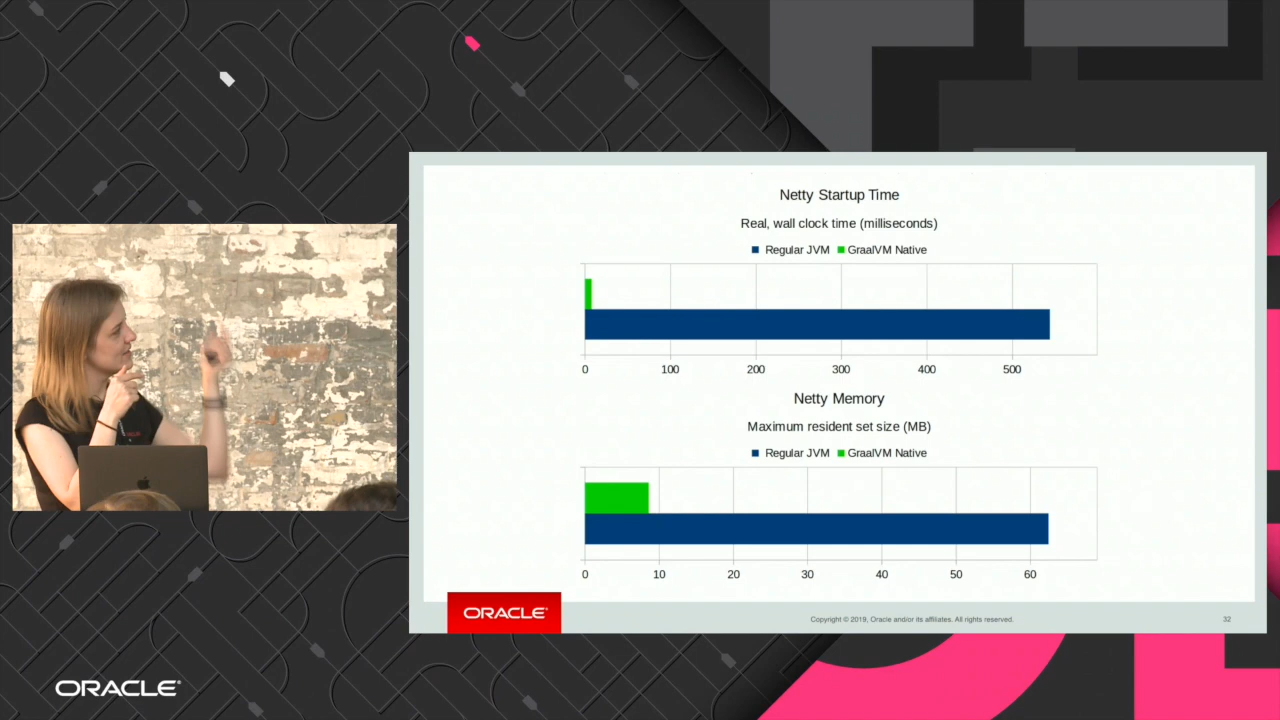 Netty Startup Time
Real, wall clock time (milliseconds)
Regular JVM GraalVM Native
0 100 200 300 400 500
Netty Memory
Maximum resident set size (MB)
Regular JVM GraalVM Native
0 10 20 30 40 50 60
ORACLE®
Copyright © 2019, Oracle and/or its affiliates. All rights reserved.
32
ORACLE®